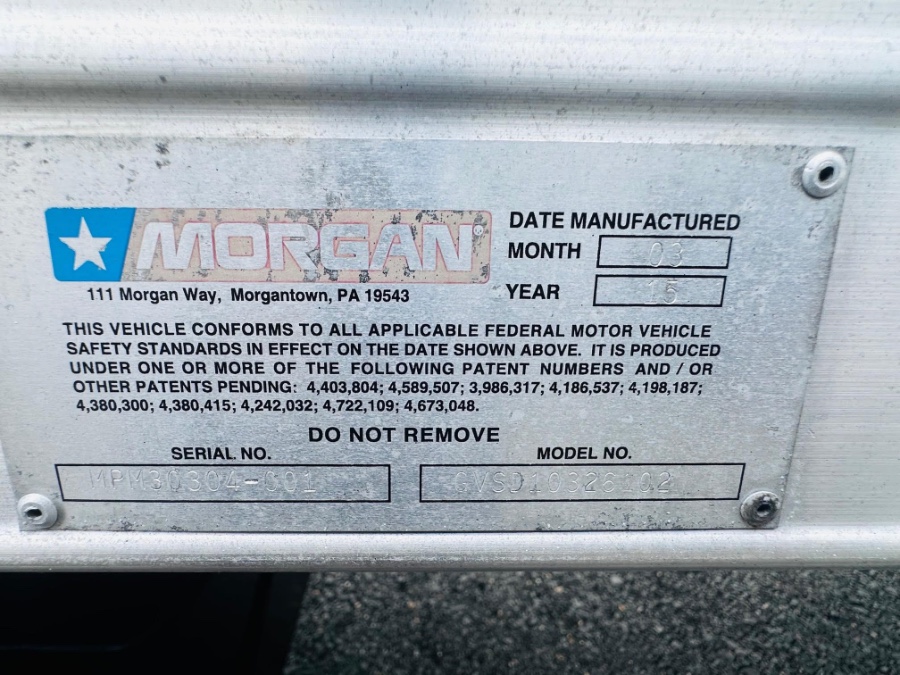 MORGAN®
111 Morgan Way, Morgantown, PA 19543
DATE MANUFACTURED
MONTH 03
YEAR 15
THIS VEHICLE CONFORMS TO ALL APPLICABLE FEDERAL MOTOR VEHICLE
SAFETY STANDARDS IN EFFECT ON THE DATE SHOWN ABOVE. IT IS PRODUCED
UNDER ONE OR MORE OF THE FOLLOWING PATENT NUMBERS AND / OR
OTHER PATENTS PENDING: 4,403,804; 4,589,507; 3,986,317; 4,186,537; 4,198,187;
4,380,300; 4,380,415; 4,242,032; 4,722,109; 4,673,048.
DO NOT REMOVE
SERIAL NO.
MODEL NO.